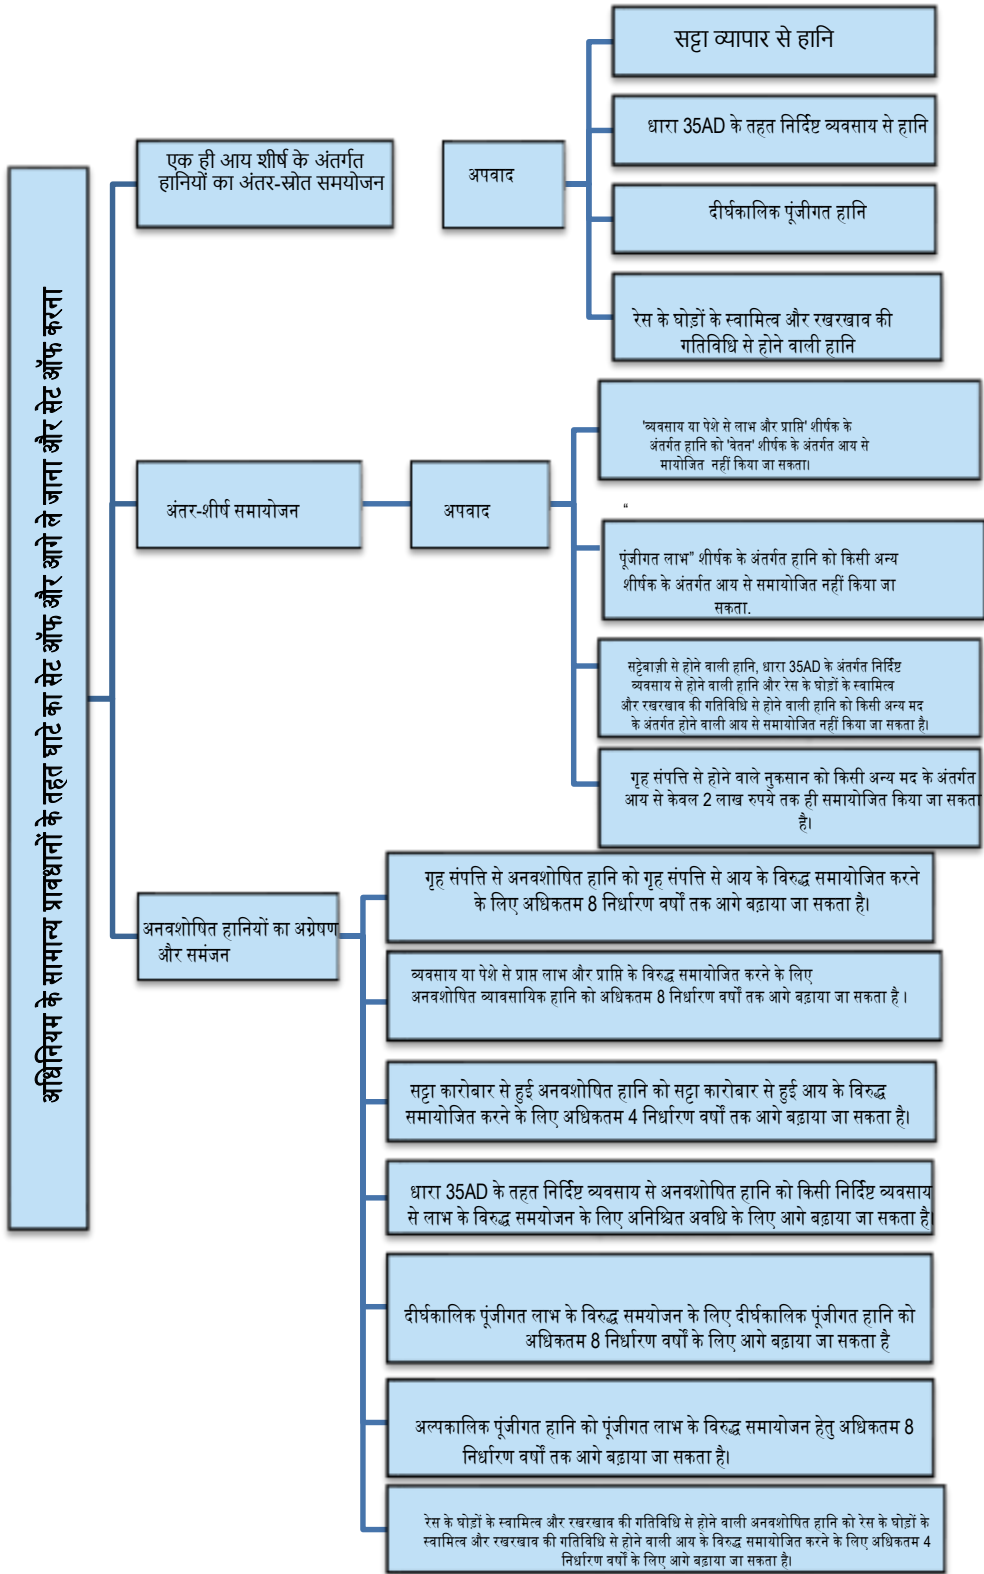 अधिनियम के सामान्य प्रावधानों के तहत घाटे का सेट ऑफ और आगे ले जाना और सेट ऑफ करना
एक ही आय शीर्ष के अंतर्गत
हानियों का अंतर-स्रोत समयोजन
अपवाद
सट्टा व्यापार से हानि
धारा 35AD के तहत निर्दिष्ट व्यवसाय से हानि
दीर्घकालिक पूंजीगत हानि
रेस के घोड़ों के स्वामित्व और रखरखाव की
गतिविधि से होने वाली हानि
अंतर-शीर्ष समायोजन
अपवाद
'व्यवसाय या पेशे से लाभ और प्राप्ति' शीर्षक के
अंतर्गत हानि को 'वेतन' शीर्षक के अंतर्गत आय से
मायोजित नहीं किया जा सकता।
“
पूंजीगत लाभ” शीर्षक के अंतर्गत हानि को किसी अन्य
शीर्षक के अंतर्गत आय से समायोजित नहीं किया जा
सकता.
सट्टेबाज़ी से होने वाली हानि, धारा 35AD के अंतर्गत निर्दिष्ट
व्यवसाय से होने वाली हानि और रेस के घोड़ों के स्वामित्व
और रखरखाव की गतिविधि से होने वाली हानि को किसी अन्य मद
के अंतर्गत होने वाली आय से समायोजित नहीं किया जा सकता है।
गृह संपत्ति से होने वाले नुकसान को किसी अन्य मद के अंतर्गत
आय से केवल 2 लाख रुपये तक ही समायोजित किया जा सकता
है।
अनवशोषित हानियों का अग्रेषण
और समंजन
गृह संपत्ति से अनवशोषित हानि को गृह संपत्ति से आय के विरुद्ध समायोजित करने
के लिए अधिकतम 8 निर्धारण वर्षों तक आगे बढ़ाया जा सकता है।
व्यवसाय या पेशे से प्राप्त लाभ और प्राप्ति के विरुद्ध समायोजित करने के लिए
अनवशोषित व्यावसायिक हानि को अधिकतम 8 निर्धारण वर्षों तक आगे बढ़ाया जा सकता है ।
सट्टा कारोबार से हुई अनवशोषित हानि को सट्टा कारोबार से हुई आय के विरुद्ध
समायोजित करने के लिए अधिकतम 4 निर्धारण वर्षों तक आगे बढ़ाया जा सकता है।
धारा 35AD के तहत निर्दिष्ट व्यवसाय से अनवशोषित हानि को किसी निर्दिष्ट व्यवसाय
से लाभ के विरुद्ध समयोजन के लिए अनिश्चित अवधि के लिए आगे बढ़ाया जा सकता है।
दीर्घकालिक पूंजीगत लाभ के विरुद्ध समयोजन के लिए दीर्घकालिक पूंजीगत हानि को
अधिकतम 8 निर्धारण वर्षों के लिए आगे बढ़ाया जा सकता है
अल्पकालिक पूंजीगत हानि को पूंजीगत लाभ के विरुद्ध समायोजन हेतु अधिकतम 8
निर्धारण वर्षों तक आगे बढ़ाया जा सकता है।
रेस के घोड़ों के स्वामित्व और रखरखाव की गतिविधि से होने वाली अनवशोषित हानि को रेस के घोड़ों के
स्वामित्व और रखरखाव की गतिविधि से होने वाली आय के विरुद्ध समायोजित करने के लिए अधिकतम 4
निर्धारण वर्षों के लिए आगे बढ़ाया जा सकता है।